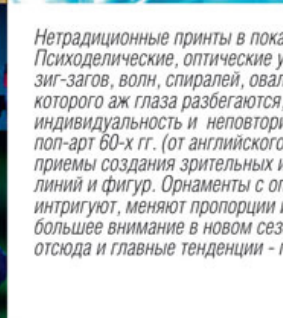 Нетрадиционные принты в пока
Психоделические, оптические у
зиг-загов, волн, спиралей, овал
которого аж глаза разбегаются,
индивидуальность и неповтори
поп-арт 60-х гг. (от английского
приемы создания зрительных и
линий и фигур. Орнаменты с оп
интригуют, меняют пропорции и
большее внимание в новом сез
отсюда и главные тенденции - г